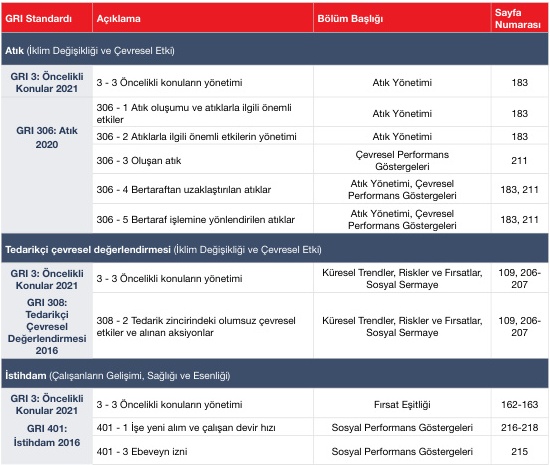 GRI Standardı Açıklama Bölüm Başlığı Sayfa
Numarası
Atık (İklim Değişikliği ve Çevresel Etki)
GRI 3: Öncelikli
Konular 2021
3 - 3 Öncelikli konuların yönetimi
Atık Yönetimi
183
GRI 306: Atık
2020
306 - 1 Atık oluşumu ve atıklarla ilgili önemli
etkiler
Atık Yönetimi
183
306 - 2 Atıklarla ilgili önemli etkilerin yönetimi
Atık Yönetimi
183
306 - 3 Oluşan atık
Çevresel Performans
Göstergeleri
211
306 - 4 Bertaraftan uzaklaştırılan atıklar
Atık Yönetimi, Çevresel
Performans Göstergeleri
183, 211
306 - 5 Bertaraf işlemine yönlendirilen atıklar
Atık Yönetimi, Çevresel
Performans Göstergeleri
183, 211
Tedarikçi çevresel değerlendirmesi (İklim Değişikliği ve Çevresel Etki)
GRI 3: Öncelikli
Konular 2021
3 - 3 Öncelikli konuların yönetimi
Küresel Trendler, Riskler ve Fırsatlar,
Sosyal Sermaye
109, 206-
207
GRI 308:
Tedarikçi
Çevresel
Değerlendirmesi
2016
308 - 2 Tedarik zincirindeki olumsuz çevresel
etkiler ve alınan aksiyonlar
Küresel Trendler, Riskler ve Fırsatlar,
Sosyal Sermaye
109, 206-
207
İstihdam (Çalışanların Gelişimi, Sağlığı ve Esenliği)
GRI 3: Öncelikli
Konular 2021
3 - 3 Öncelikli konuların yönetimi
Fırsat Eşitliği
162-163
GRI 401:
İstihdam 2016
401 - 1 İşe yeni alım ve çalışan devir hızı
Sosyal Performans Göstergeleri
216-218
401 - 3 Ebeveyn izni
Sosyal Performans Göstergeleri
215